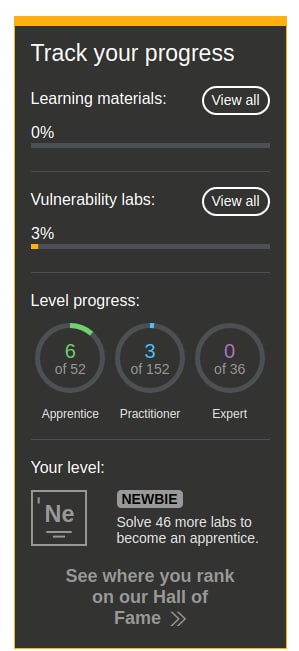 Track your progress
Learning materials:
View all
0%
Vulnerability labs:
View all
3%
Level progress:
6
of 52
3
of 152
0
of 36
Apprentice
Practitioner
Expert
Your level:
Ne
NEWBIE
Solve 46 more labs to
become an apprentice.
See where you rank
on our Hall of
Fame